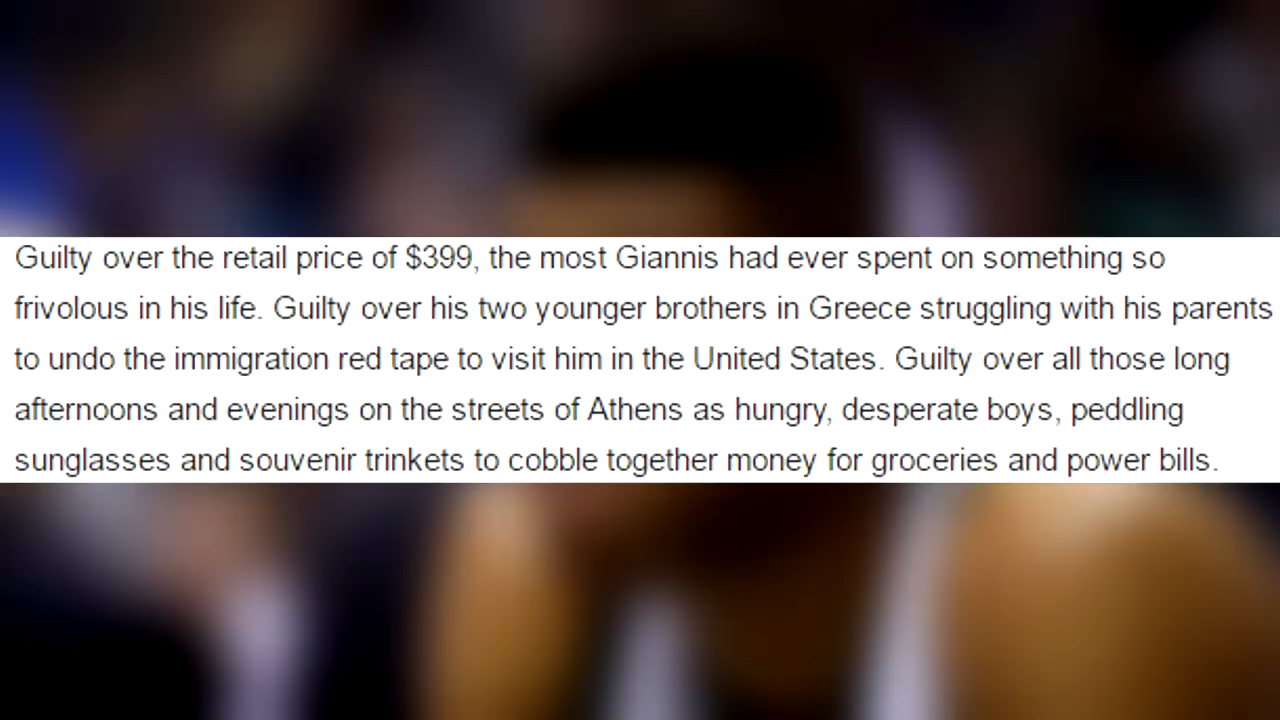 Guilty over the retail price of $399, the most Giannis had ever spent on something so
frivolous in his life. Guilty over his two younger brothers in Greece struggling with his parents
to undo the immigration red tape to visit him in the United States. Guilty over all those long
afternoons and evenings on the streets of Athens as hungry, desperate boys, peddling
sunglasses and souvenir trinkets to cobble together money for groceries and power bills.